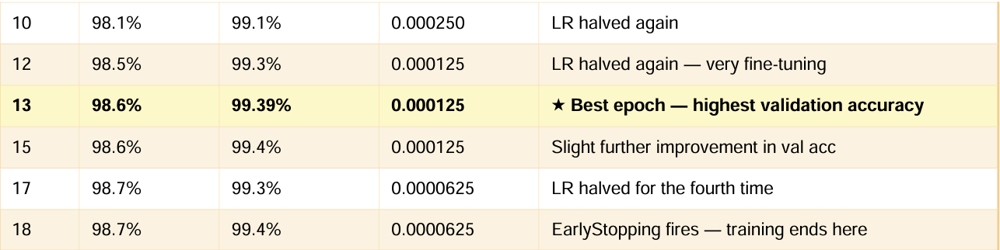 10 98.1% 99.1% 0.000250 LR halved again
12 98.5% 99.3% 0.000125 LR halved again — very fine-tuning
13 98.6% 99.39% 0.000125 ★ Best epoch — highest validation accuracy
15 98.6% 99.4% 0.000125 Slight further improvement in val acc
17 98.7% 99.3% 0.0000625 LR halved for the fourth time
18 98.7% 99.4% 0.0000625 EarlyStopping fires — training ends here